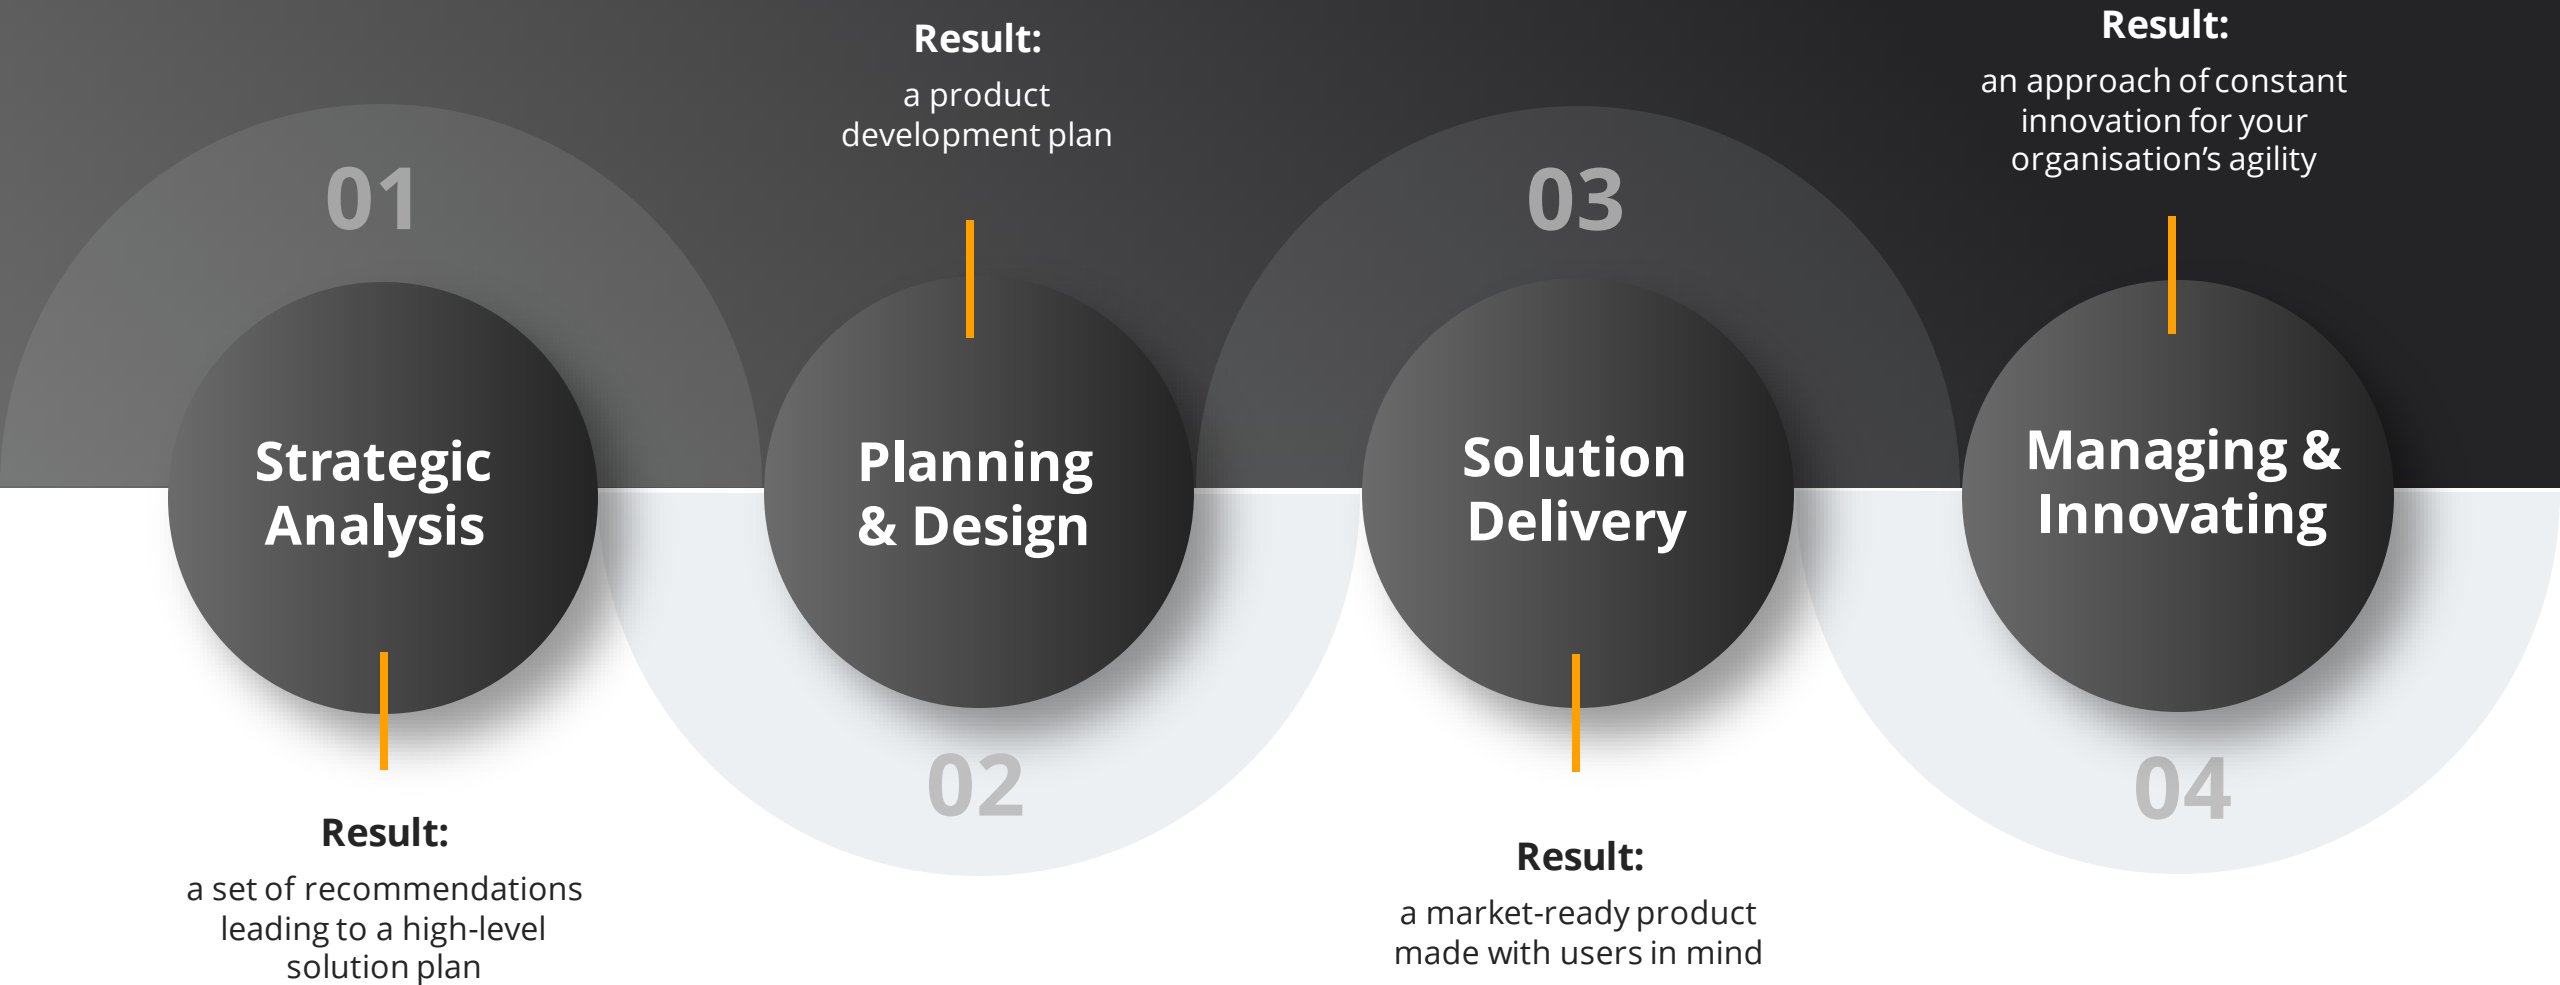 01
Strategic
Analysis
Result:
a set of recommendations
leading to a high-level
solution plan
Result:
a product
development plan
Planning
& Design
02
03
Solution
Delivery
Result:
a market-ready product
made with users in mind
Result:
an approach of constant
innovation for your
organisation’s agility
Managing &
Innovating
04